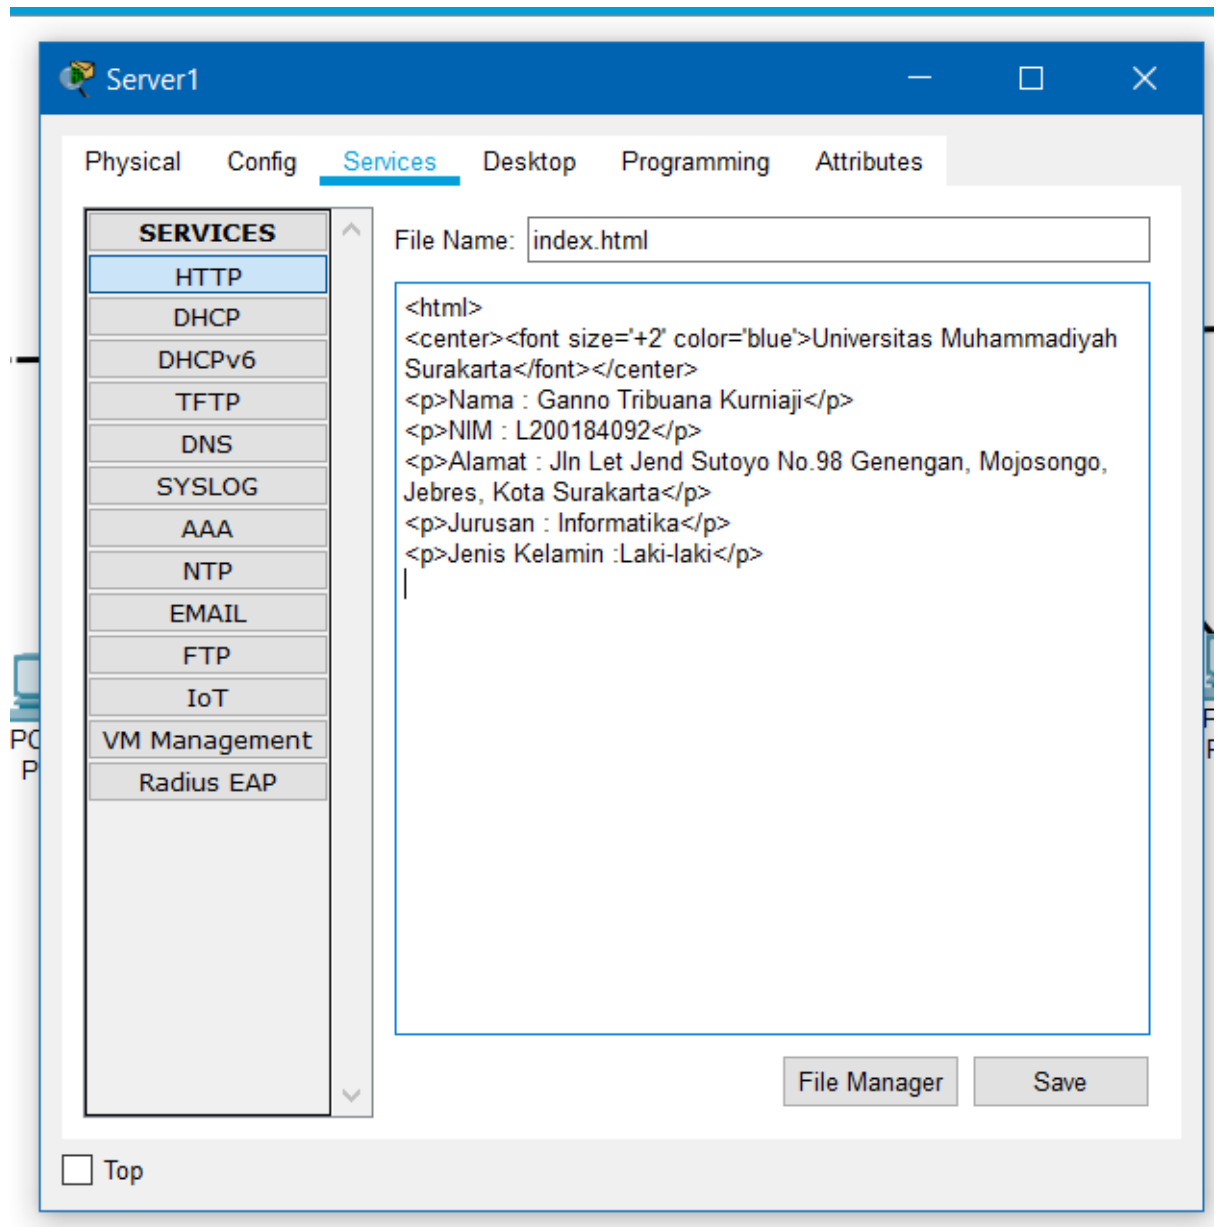 Server1
Physical Config Services Desktop Programming Attributes
SERVICES
HTTP
DHCP
DHCPv6
TFTP
DNS
SYSLOG
AAA
NTP
EMAIL
FTP
IoT
VM Management
Radius EAP
File Name: index.html
<html>
<center><font size='+2' color='blue'>Universitas Muhammadiyah
Surakarta</font></center>
<p>Nama : Ganno Tribuana Kurniaji</p>
<p>NIM : L200184092</p>
<p>Alamat : Jln Let Jend Sutoyo No.98 Genengan, Mojosongo,
Jebres, Kota Surakarta</p>
<p>Jurusan : Informatika</p>
<p>Jenis Kelamin :Laki-laki</p>
File Manager Save
Top
PC
P